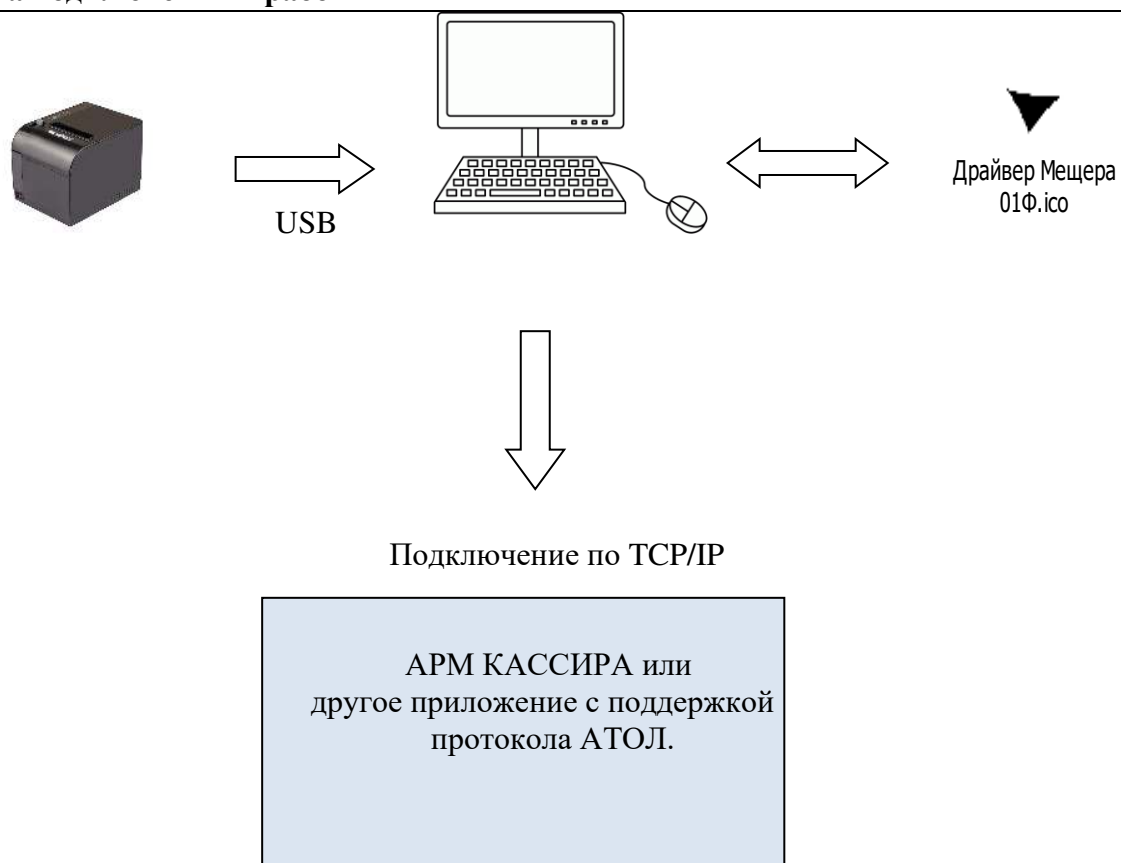 USB
Драйвер Мещера
01Ф.ico
Подключение по TCP/IP
АРМ КАССИРА или
другое приложение с поддержкой
протокола АТОЛ.